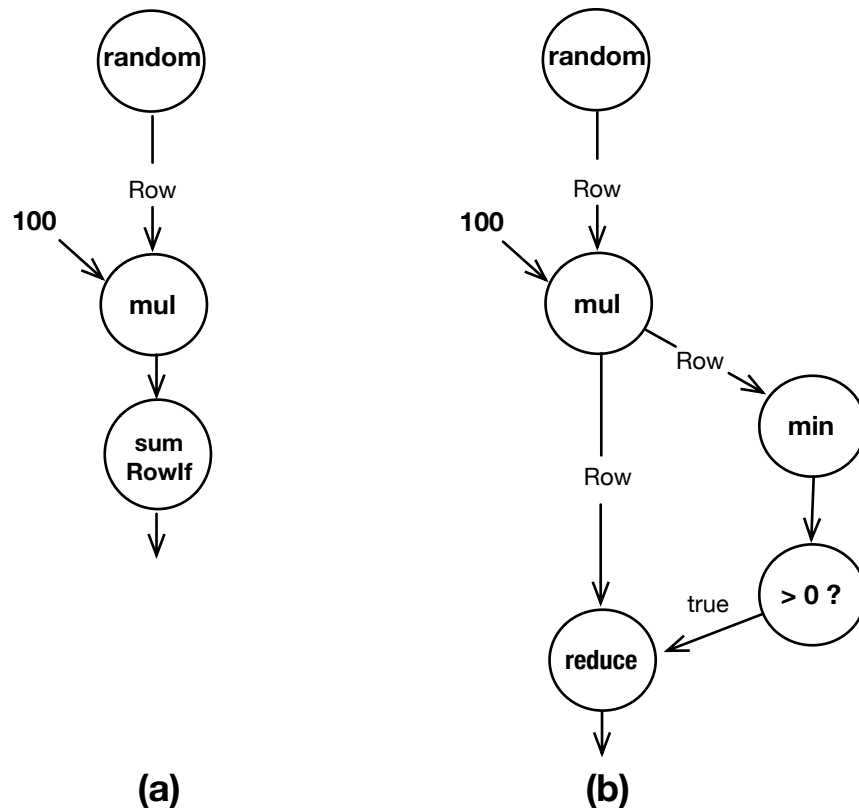 random
Row
100
mul
sum
RowIf
(a)
random
Row
100
mul
Row
min
Row
> 0 ?
true
reduce
(b)